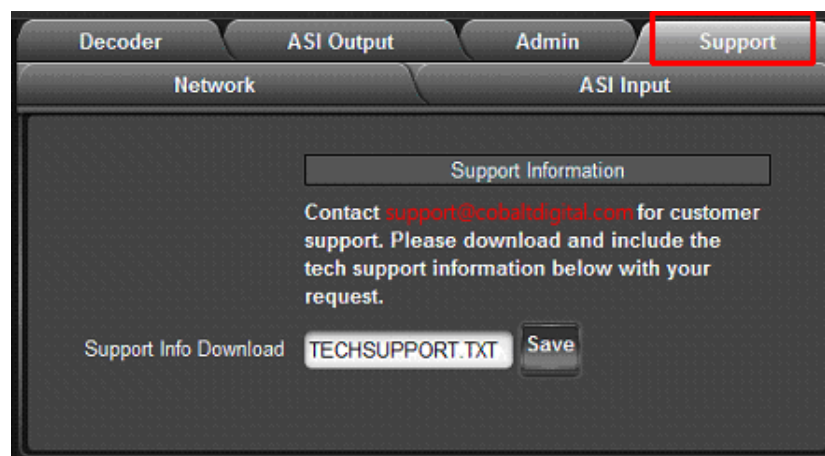 Decoder ASI Output Admin Support
Network ASI Input
Support Information
Contact support@cobaltdigital.com for customer
support. Please download and include the
tech support information below with your
request.
Support Info Download TECHSUPPORT.TXT Save